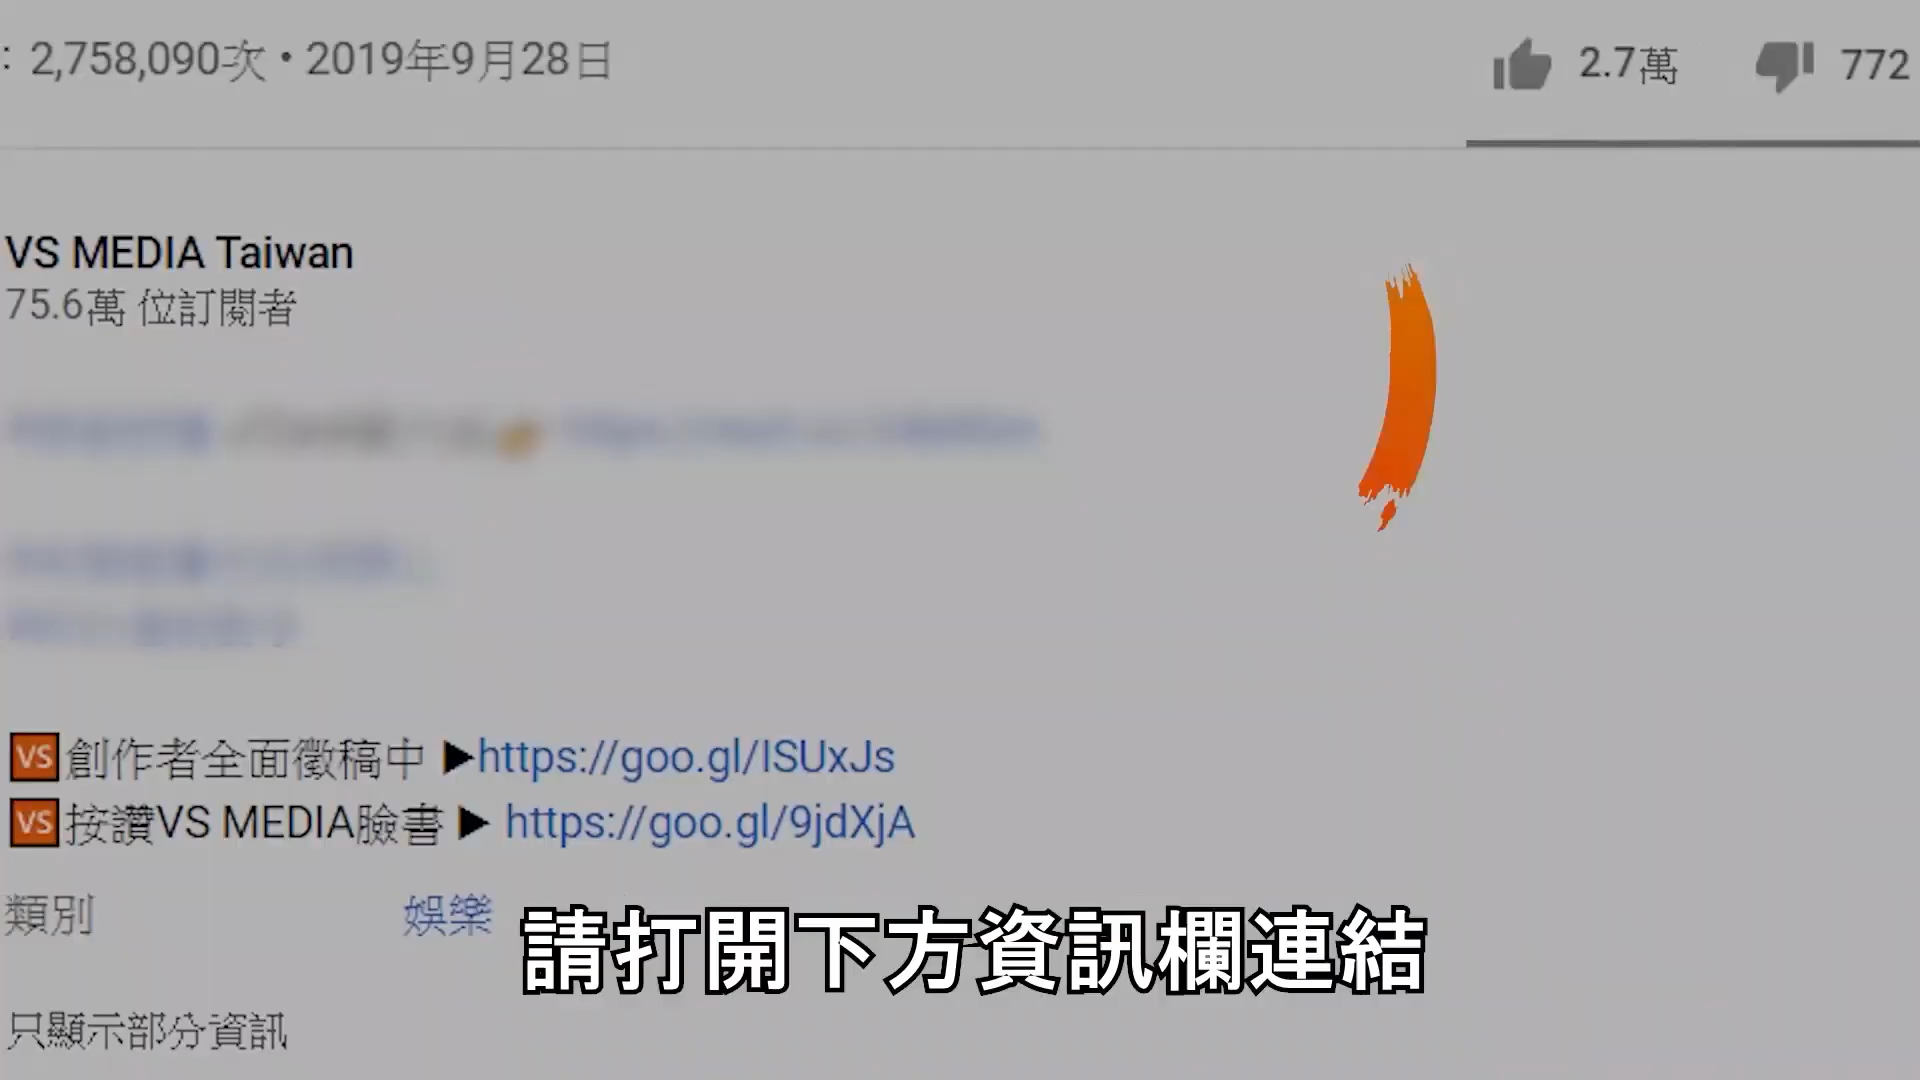 : 2,758,090次 • 2019年9月28日
2.7萬
772
VS MEDIA Taiwan
75.6萬 位訂閱者
VS創作者全面徵稿中 ▶https://goo.gl/ISUxJs
VS按讚VS MEDIA臉書 ▶ https://goo.gl/9jdXjA
類別 娛樂
請打開下方資訊欄連結
只顯示部分資訊